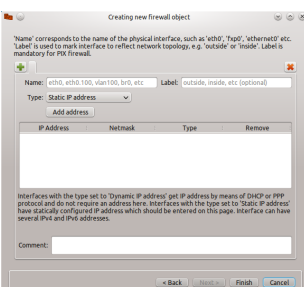 Creating new firewall object
'Name' corresponds to the name of the physical interface, such as 'eth0', 'fxp0', 'ethernet0' etc.
'Label' is used to mark interface to reflect network topology, e.g. 'outside' or 'inside'. Label is
mandatory for PIX firewall.
Name: eth0, eth0.100, vlan100, br0, etc Label: outside, inside, etc (optional)
Type: Static IP address
Add address
IP Address Netmask Type Remove
Interfaces with the type set to 'Dynamic IP address' get IP address by means of DHCP or PPP
protocol and do not require an address here. Interfaces with the type set to 'Static IP address'
have statically configured IP address which should be entered on this page. Interface can have
several IPv4 and IPv6 addresses.
Comment:
< Back Next > Finish Cancel